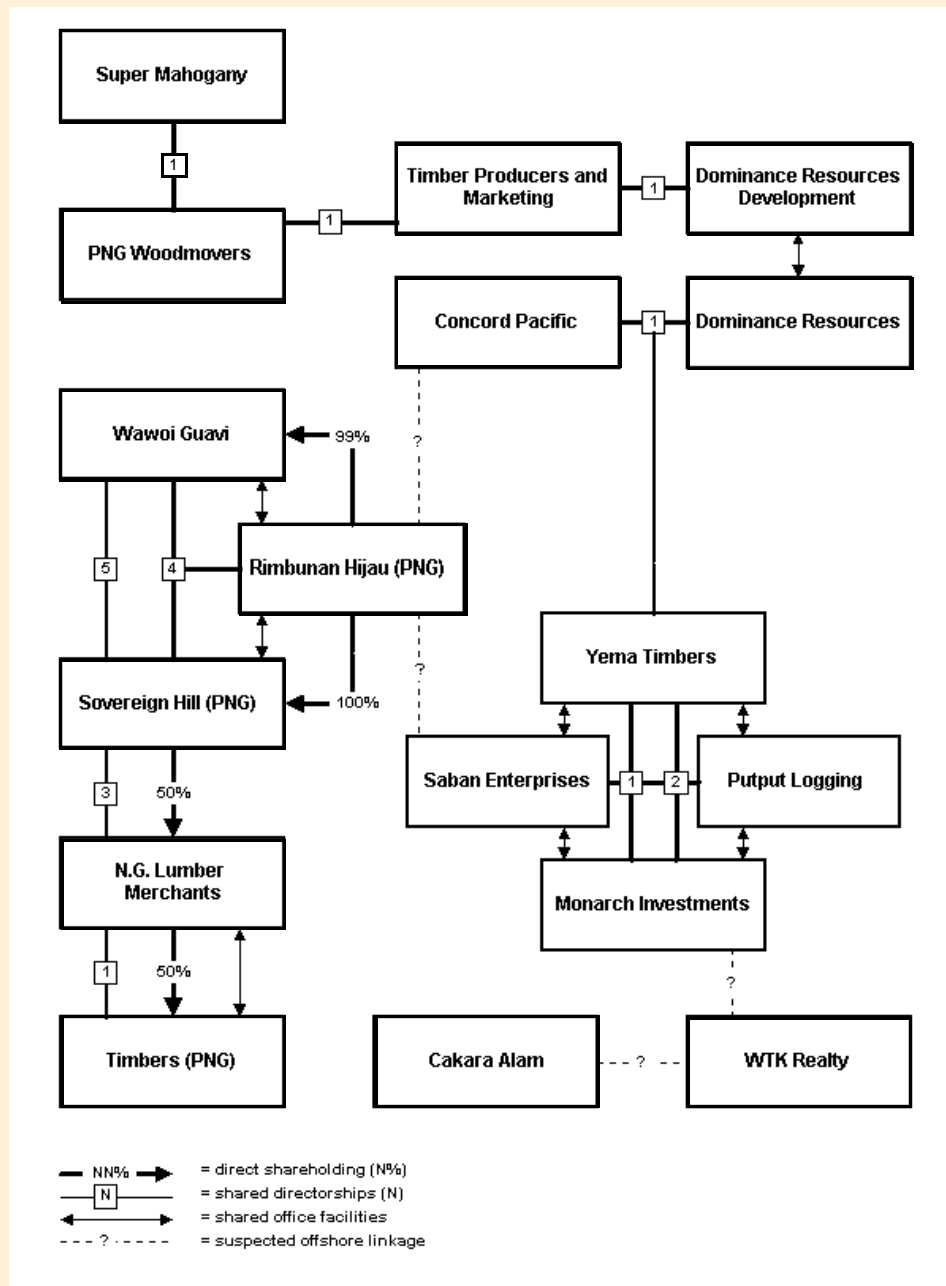 Super Mahogany
1
Timber Producers and
Marketing
1
Dominance Resources
Development
PNG Woodmovers
1
Concord Pacific
1
Dominance Resources
Wawoi Guavi
99%
?
5
4
Rimbunan Hijau (PNG)
Yema Timbers
?
Sovereign Hill (PNG)
100%
Saban Enterprises
1
2
Putput Logging
3
50%
N.G. Lumber
Merchants
Monarch Investments
1
50%
?
Timbers (PNG)
Cakara Alam
?
WTK Realty
NN%
= direct shareholding (N%)
N
= shared directorships (N)
= shared office facilities
?
= suspected offshore linkage